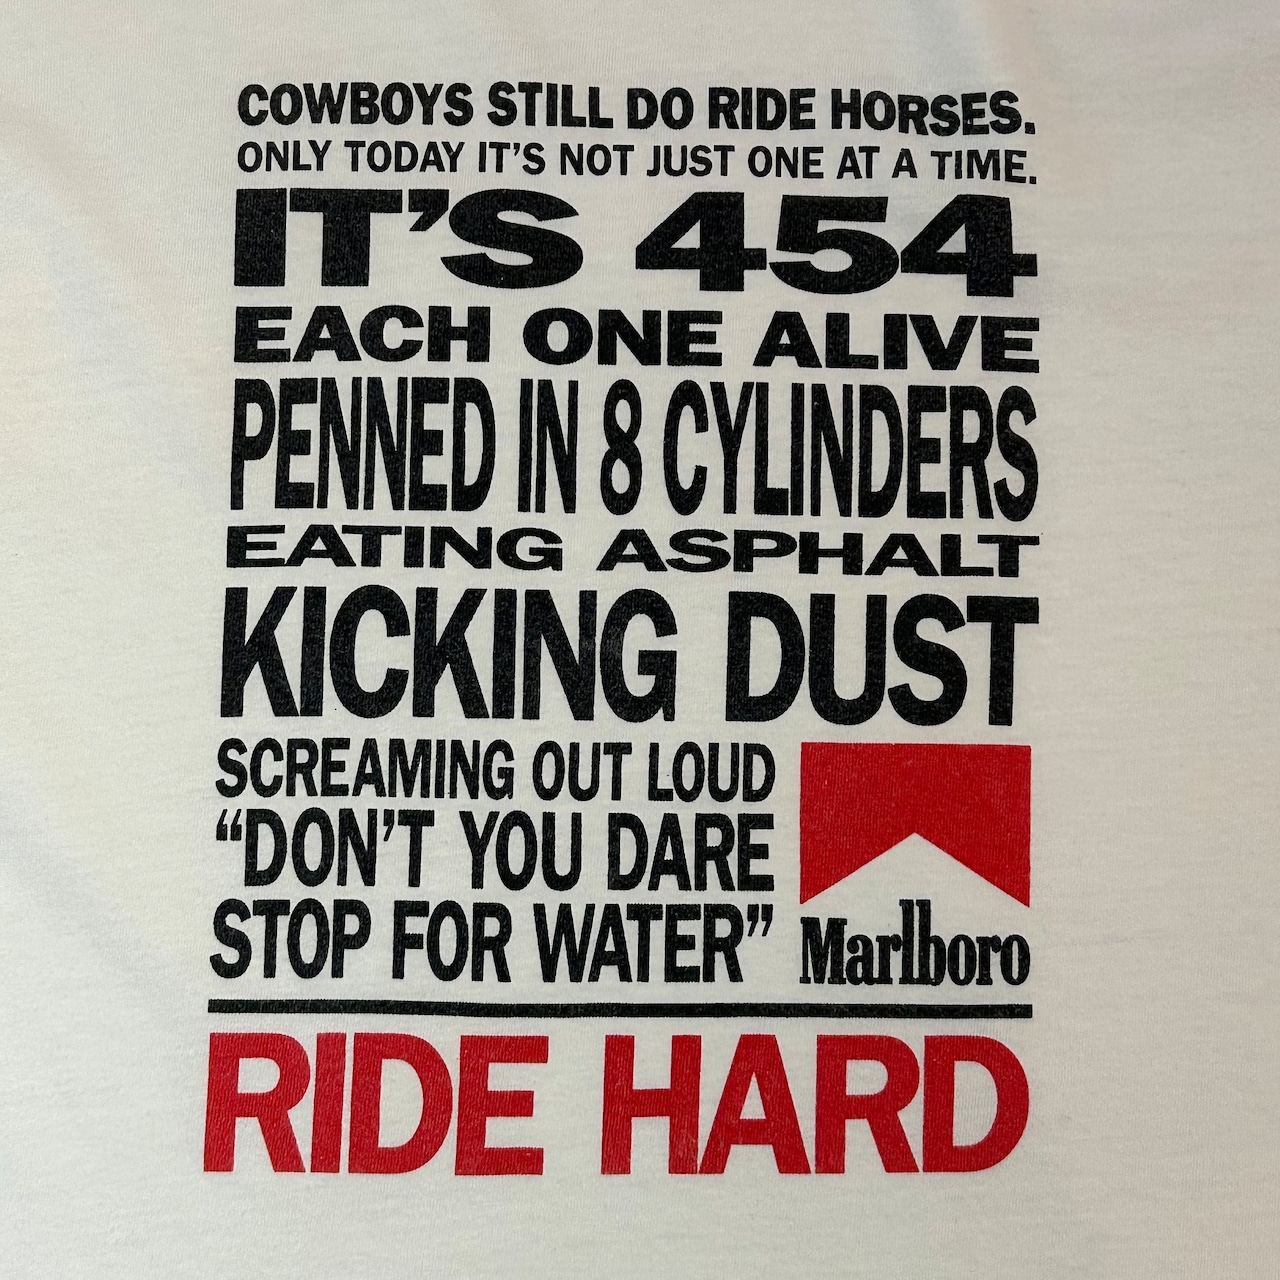 COWBOYS STILL DO RIDE HORSES.
ONLY TODAY IT'S NOT JUST ONE AT A TIME.
IT'S 454
EACH ONE ALIVE
PENNED IN 8 CYLINDERS
EATING ASPHALT
KICKING DUST
SCREAMING OUT LOUD
“DON'T YOU DARE
STOP FOR WATER”
Marlboro
RIDE HARD